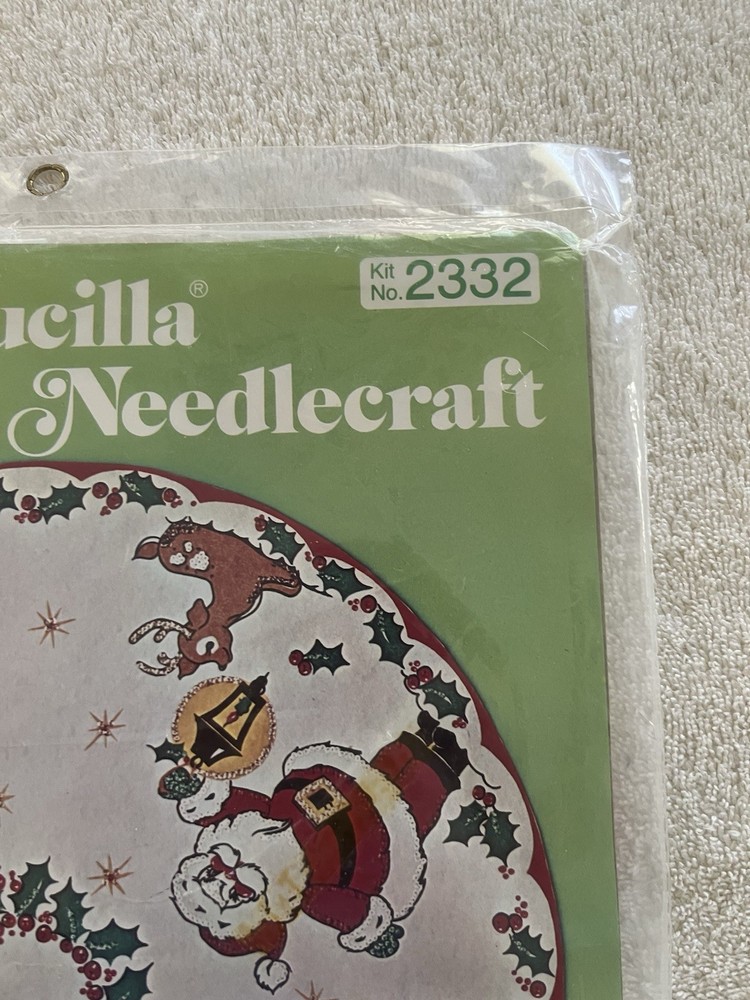 Kit
No. 2332
ucilla®
Needlecraft